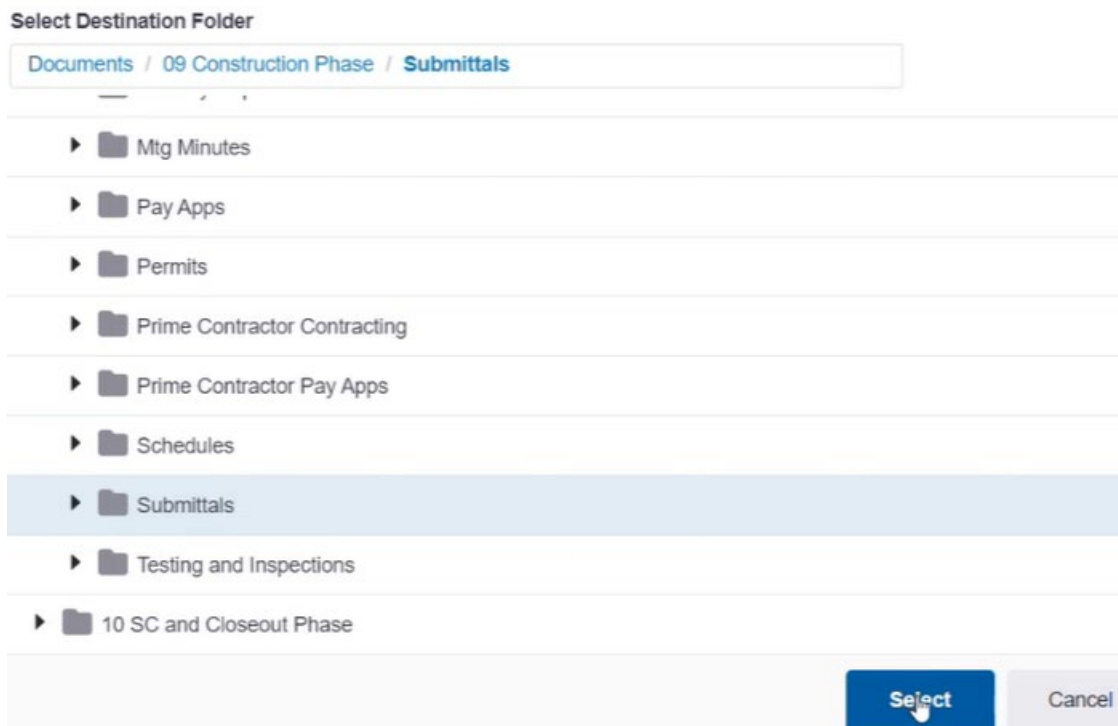 Select Destination Folder
Documents / 09 Construction Phase / Submittals
Mtg Minutes
Pay Apps
Permits
Prime Contractor Contracting
Prime Contractor Pay Apps
Schedules
Submittals
Testing and Inspections
10 SC and Closeout Phase
Select Cancel